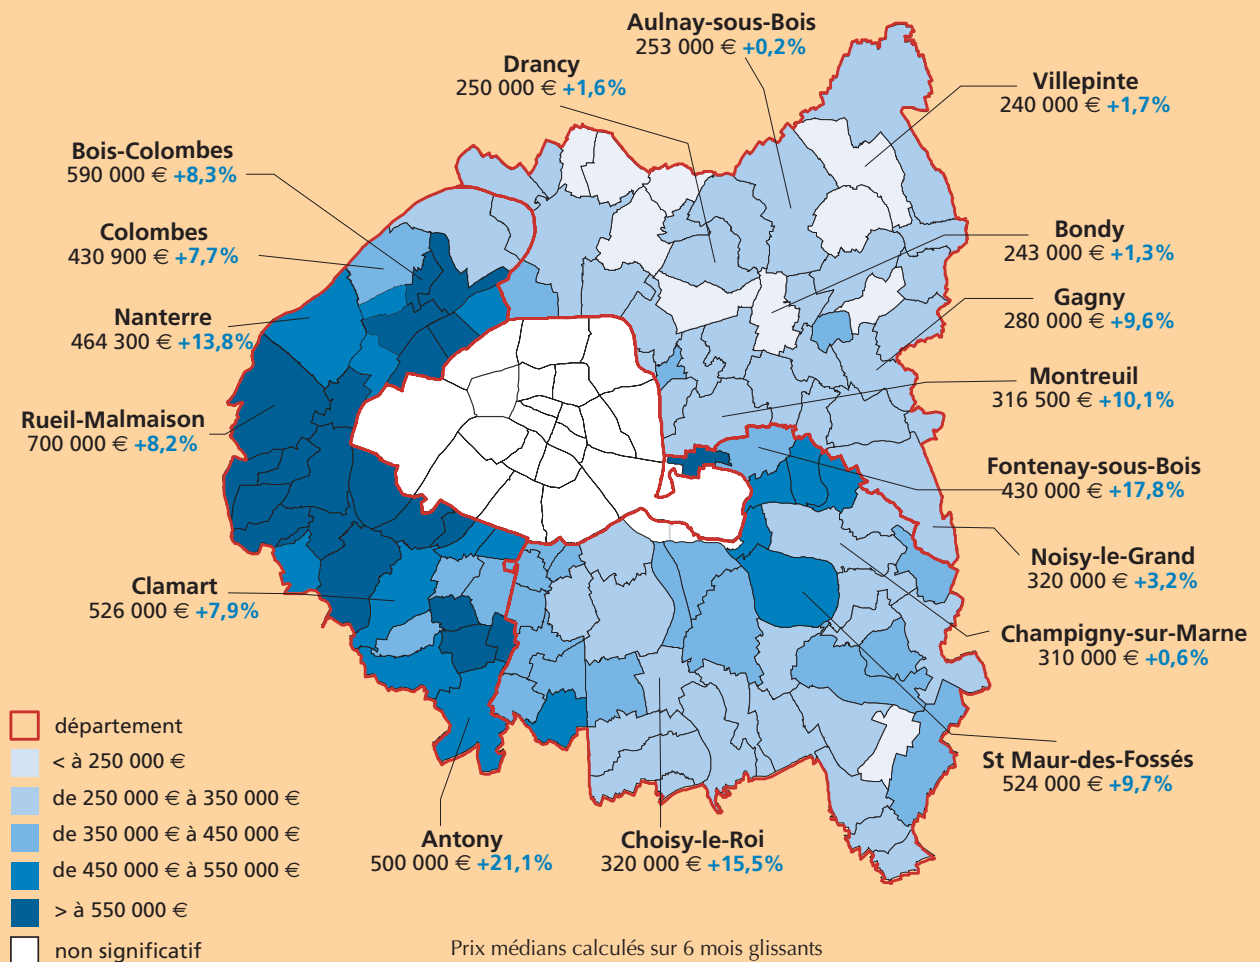 Aulnay-sous-Bois
253 000 € +0,2%
Drancy
250 000 € +1,6%
Villepinte
240 000 € +1,7%
Bois-Colombes
590 000 € +8,3%
Colombes
430 900 € +7,7%
Bondy
243 000 € +1,3%
Gagny
280 000 € +9,6%
Nanterre
464 300 € +13,8%
Montreuil
316 500 € +10,1%
Rueil-Malmaison
700 000 € +8,2%
Fontenay-sous-Bois
430 000 € +17,8%
Noisy-le-Grand
320 000 € +3,2%
Clamart
526 000 € +7,9%
Champigny-sur-Marne
310 000 € +0,6%
St Maur-des-Fossés
524 000 € +9,7%
Antony
500 000 € +21,1%
Choisy-le-Roi
320 000 € +15,5%
département
< à 250 000 €
de 250 000 € à 350 000 €
de 350 000 € à 450 000 €
de 450 000 € à 550 000 €
> à 550 000 €
non significatif
Prix médians calculés sur 6 mois glissants